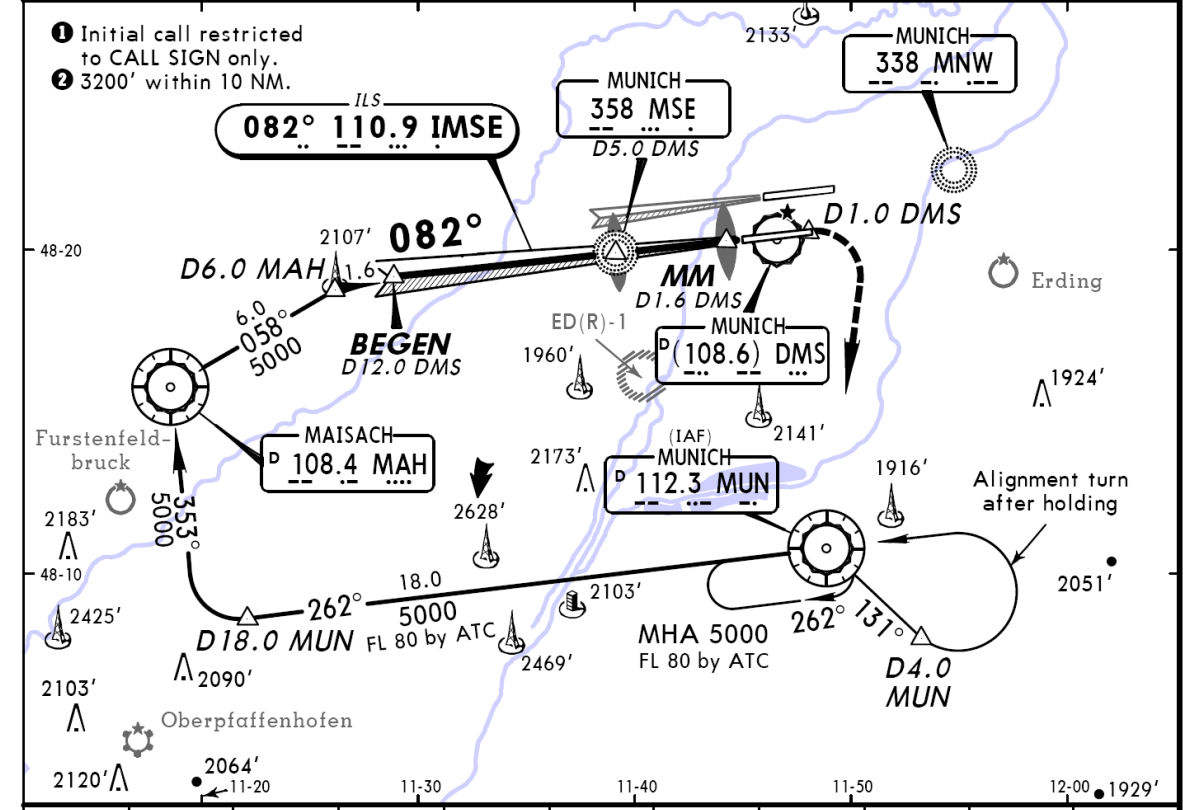 ❶ Initial call restricted
to CALL SIGN only.
❷ 3200' within 10 NM.
ILS
082° 110.9 IMSE
MUNICH
358 MSE
D5.0 DMS
2133'
MUNICH
338 MNW
48-20
2107'
082°
D6.0 MAH
1.6
D1.0 DMS
MM
D1.6 DMS
Erding
6.0
058°
5000
BEGEN
D12.0 DMS
ED(R)-1
1960'
MUNICH
D (108.6) DMS
1924'
2141'
Furstenfeld-
bruck
MAISACH
D 108.4 MAH
2173'
(IAF)
MUNICH
D 112.3 MUN
1916'
Alignment turn
after holding
353°
5000
2183'
2628'
48-10
2051'
2425'
18.0
262°
5000
FL 80 by ATC
2103'
D18.0 MUN
2469'
MHA 5000
FL 80 by ATC
262°
131°
D4.0
MUN
2090'
2103'
Oberpfaffenhofen
2120'
2064'
11-20
11-30
11-40
11-50
12-00
1929'